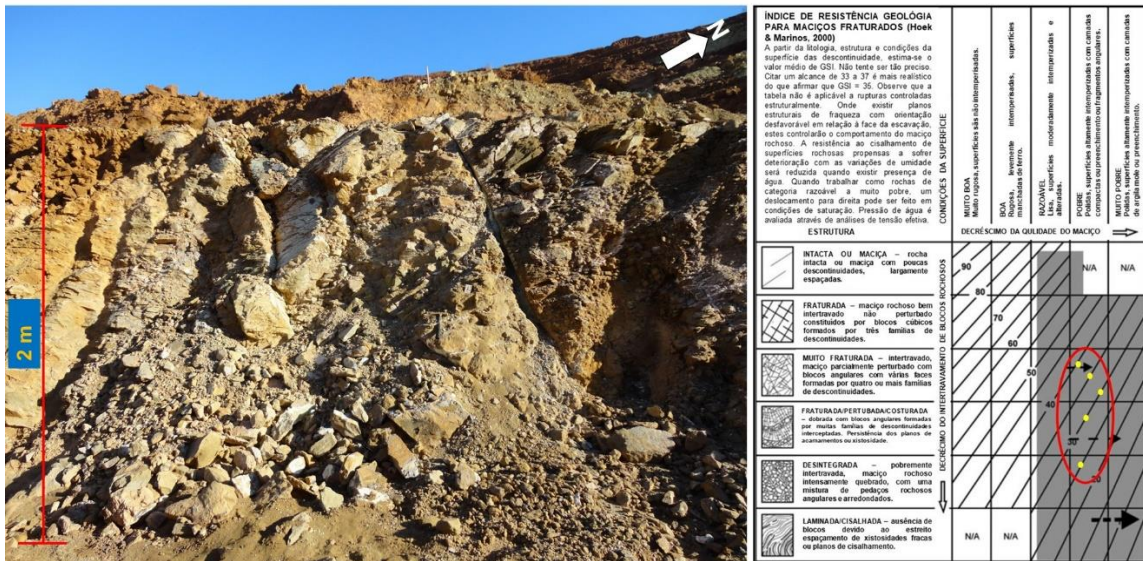 N
2 m
ÍNDICE DE RESISTÊNCIA GEOLÓGIA
PARA MACIÇOS FRATURADOS (Hoek
& Marinos, 2000)
A partir da litologia, estrutura e condições da
superfície das descontinuidade, estima-se o
valor médio de GSI. Não tente ser tão preciso.
Citar um alcance de 33 a 37 é mais realístico
do que afirmar que GSI = 35. Observe que a
tabela não é aplicável a rupturas controladas
estruturalmente. Onde existir planos
estruturais de fraqueza com orientação
desfavorável em relação à face da escavação,
estes controlarão o comportamento do maciço
rochoso. A resistência ao cisalhamento de
superfícies rochosas propensas a sofrer
deterioração com as variações de umidade
será reduzida quando existir presença de
água. Quando trabalhar como rochas de
categoria razoável a muito pobre, um
deslocamento para direita pode ser feito em
condições de saturação. Pressão de água é
avaliada através de análises de tensão efetiva.
ESTRUTURA
CONDIÇÕES DA SUPERFÍCIE
MUITO BOA
Muito rugosa, superfícies sãs não intemperisadas.
BOA
Rugosa, levemente intemperisadas, superfícies
manchadas de ferro.
RAZOÁVEL
Lisa, superfícies moderadamente intemperizadas e
alteradas.
POBRE
Polidas, superfícies altamente intemperizadas com camadas
compactas ou preenchimento ou fragmentos angulares.
MUITO POBRE
Polidas, superfícies altamente intemperizadas com camadas
de argila mole ou preenchimento.
DECRÉSCIMO DA QULIDADE DO MACIÇO
DECRÉCIMO DO INTERTRAVAMENTO DE BLOCOS ROCHOSOS
INTACTA OU MACIÇA – rocha
intacta ou maciça com poucas
descontinuidades, largamente
espaçadas.
90
80
N/A
N/A
FRATURADA – maciço rochoso bem
intertravado não perturbado
constituídos por blocos cúbicos
formados por três famílias de
descontinuidades.
70
60
MUITO FRATURADA – intertravado,
maciço parcialmente perturbado com
blocos angulares com várias faces
formadas por quatro ou mais famílias
de descontinuidades.
50
FRATURADA/PERTUBADA/COSTURADA
– dobrada com blocos angulares formadas
por muitas famílias de descontinuidades
interceptadas. Persistência dos planos de
acamamentos ou xistosidade.
40
30
DESINTEGRADA – pobremente
intertravada, maciço rochoso
intensamente quebrado, com uma
mistura de pedaços rochosos
angulares e arredondados.
20
LAMINADA/CISALHADA – ausência de
blocos devido ao estreito
espaçamento de xistosidades fracas
ou planos de cisalhamento.
N/A
N/A